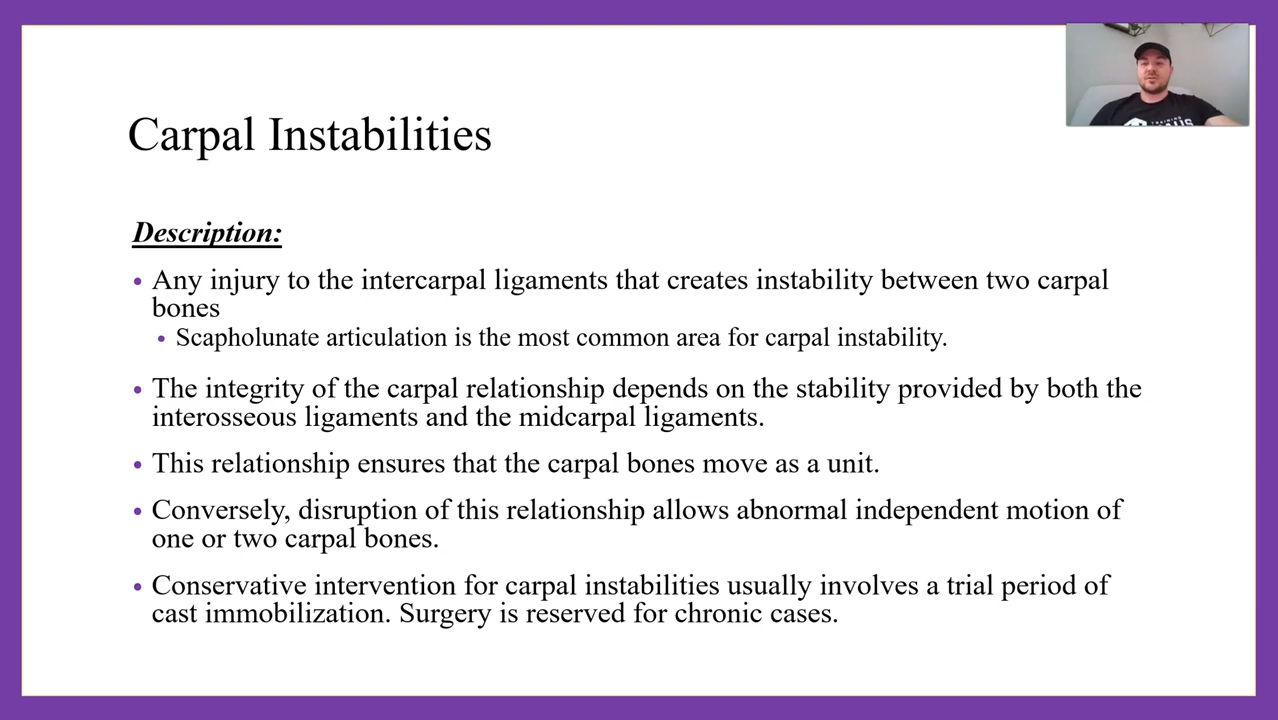 Carpal Instabilities
Description:
• Any injury to the intercarpal ligaments that creates instability between two carpal
bones
• Scapholunate articulation is the most common area for carpal instability.
• The integrity of the carpal relationship depends on the stability provided by both the
interosseous ligaments and the midcarpal ligaments.
• This relationship ensures that the carpal bones move as a unit.
• Conversely, disruption of this relationship allows abnormal independent motion of
one or two carpal bones.
• Conservative intervention for carpal instabilities usually involves a trial period of
cast immobilization. Surgery is reserved for chronic cases.